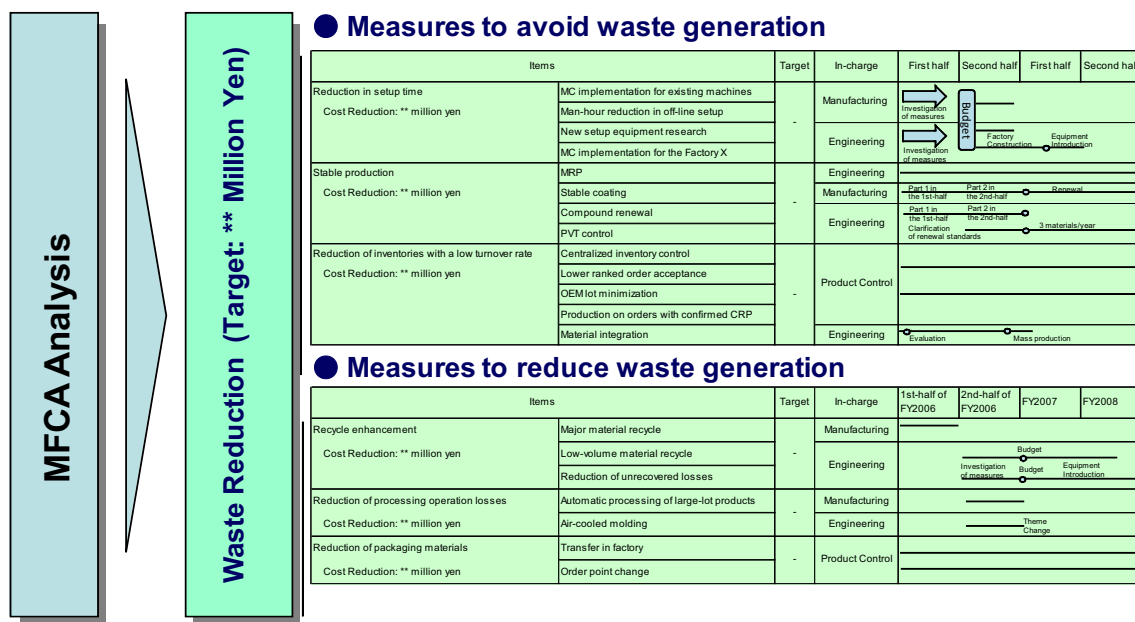 MFCA Analysis
Waste Reduction (Target: ** Million Yen)
● Measures to avoid waste generation
Items Target In-charge First half Second half First half Second hal
Reduction in setup time
Cost Reduction: ** million yen
MC implementation for existing machines
Man-hour reduction in off-line setup
New setup equipment research
MC implementation for the Factory X
-
Manufacturing
Engineering
Investigation
of measures
Investigation
of measures
Budget
Factory
Construction
Equipment
Introduction
Stable production
Cost Reduction: ** million yen
MRP
Stable coating
Compound renewal
PVT control
-
Engineering
Manufacturing
Engineering
Part 1 in
the 1st-half
Part 2 in
the 2nd-half
Renewal
Part 1 in
the 1st-half
Part 2 in
the 2nd-half
Clarification
of renewal standards
3 materials/year
Reduction of inventories with a low turnover rate
Cost Reduction: ** million yen
Centralized inventory control
Lower ranked order acceptance
OEM lot minimization
Production on orders with confirmed CRP
Material integration
-
Product Control
Engineering
Evaluation
Mass production
● Measures to reduce waste generation
Items Target In-charge
1st-half of
FY2006
2nd-half of
FY2006
FY2007
FY2008
Recycle enhancement
Cost Reduction: ** million yen
Major material recycle
Low-volume material recycle
Reduction of unrecovered losses
-
Manufacturing
Engineering
Budget
Investigation
of measures
Budget
Equipment
Introduction
Reduction of processing operation losses
Cost Reduction: ** million yen
Automatic processing of large-lot products
Air-cooled molding
-
Manufacturing
Engineering
Theme
Change
Reduction of packaging materials
Cost Reduction: ** million yen
Transfer in factory
Order point change
-
Product Control